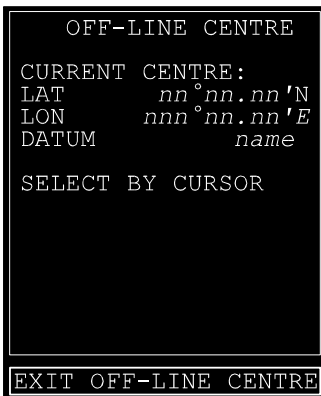 OFF-LINE CENTRE
CURRENT CENTRE:
LAT nn°nn.nn'N
LON nnn°nn.nn'E
DATUM name
SELECT BY CURSOR
EXIT OFF-LINE CENTRE